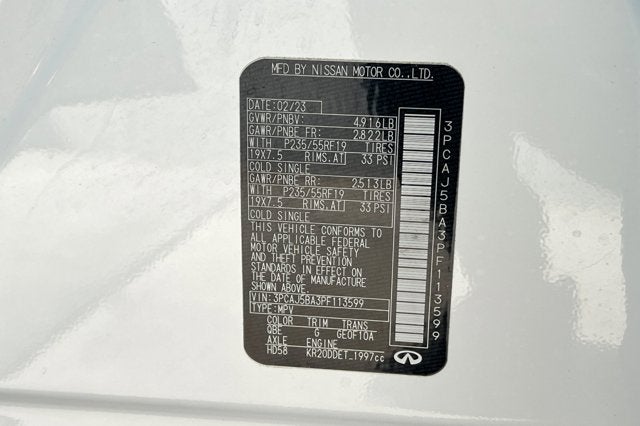 MFD BY NISSAN MOTOR CO.,LTD.
DATE: 02/23
GVWR/PNBV: 4,916LB
GAWR/PNBE FR: 2,822LB
WITH P235/55RF19 TIRES
19X7.5 RIMS,AT 33 PSI
COLD SINGLE
GAWR/PNBE RR: 2,513LB
WITH P235/55RF19 TIRES
19X7.5 RIMS,AT 33 PSI
COLD SINGLE
THIS VEHICLE CONFORMS TO
ALL APPLICABLE FEDERAL
MOTOR VEHICLE SAFETY
AND THEFT PREVENTION
STANDARDS IN EFFECT ON
THE DATE OF MANUFACTURE
SHOWN ABOVE.
VIN: 3PCAJ5BA3PF113599
TYPE: MPV
COLOR TRIM TRANS
QBE G GE0F10A
AXLE ENGINE
HD58 KR20DDET 1997cc
3PCAJ5BA3PF113599